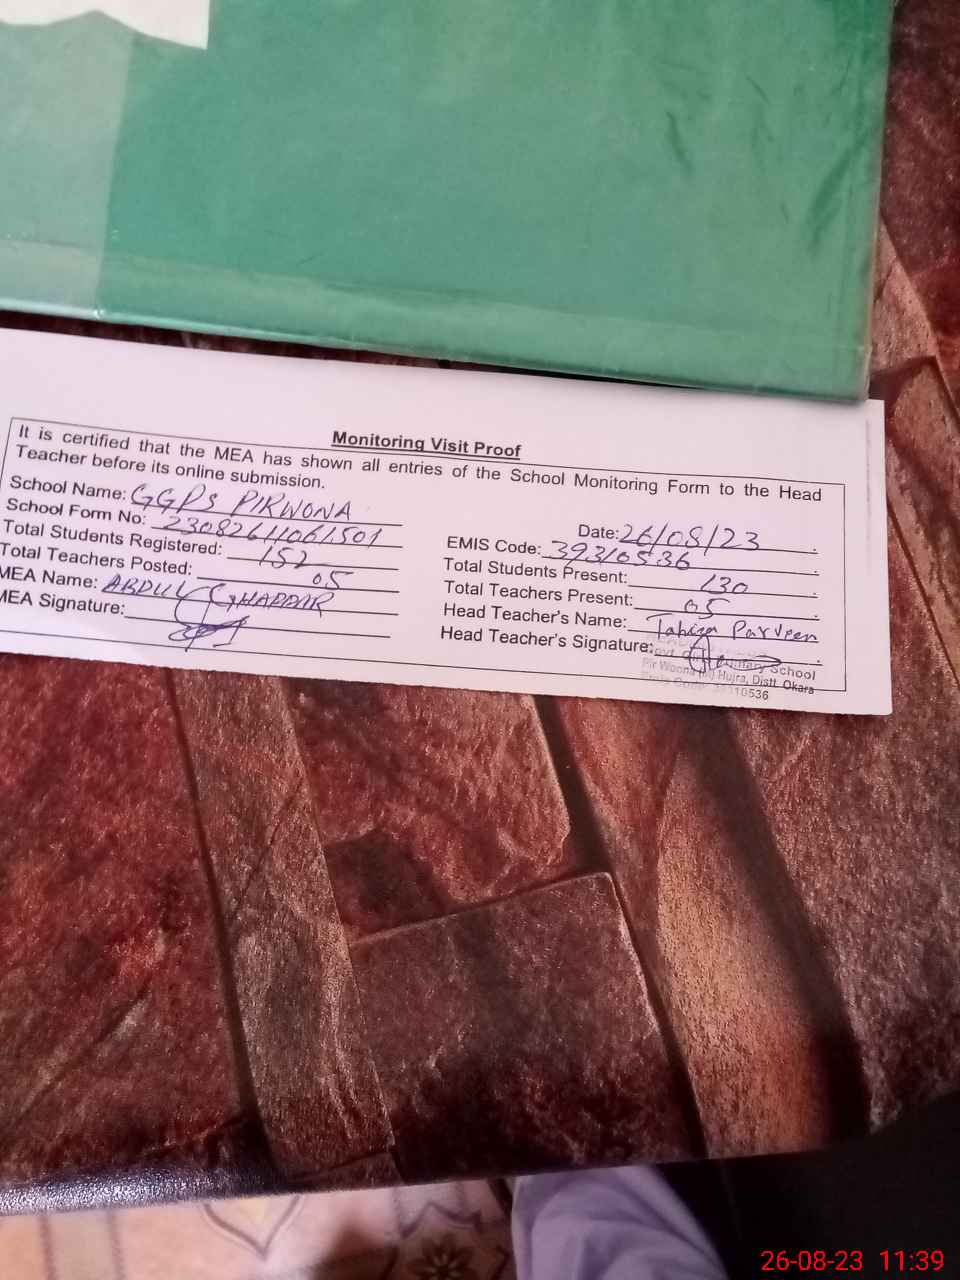 Monitoring Visit Proof
It is certified that the MEA has shown all entries of the School Monitoring Form to the Head
Teacher before its online submission.
School Name: GGPS PIRWONA
Date: 26/08/23
School Form No: 23082611061501
EMIS Code: 39310536
Total Students Registered: 152
Total Students Present: 130
Total Teachers Posted: 05
Total Teachers Present: 05
MEA Name: ABDUL GHAFFAR
Head Teacher's Name: Tahira Parveen
MEA Signature:
Head Teacher's Signature:
Primary School
Pir Woona Hujra, Distt. Okara
39310536
26-08-23 11:39